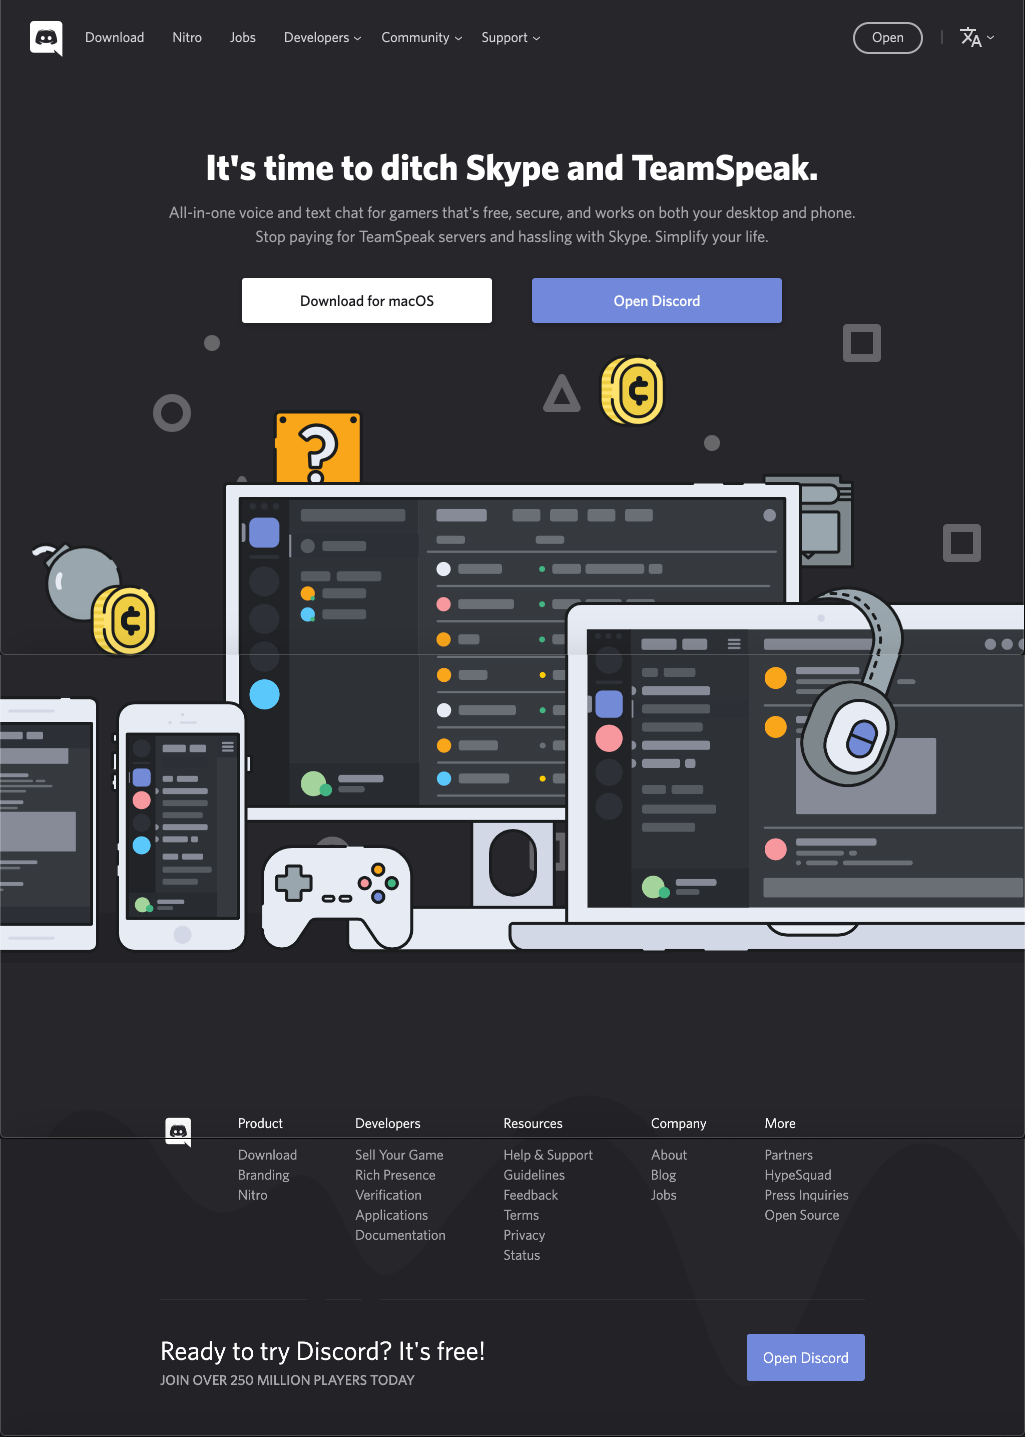 Download Nitro Jobs Developers Community Support Open
It's time to ditch Skype and TeamSpeak.
All-in-one voice and text chat for gamers that's free, secure, and works on both your desktop and phone.
Stop paying for TeamSpeak servers and hassling with Skype. Simplify your life.
Download for macOS
Open Discord
?
Product
Download
Branding
Nitro
Developers
Sell Your Game
Rich Presence
Verification
Applications
Documentation
Resources
Help & Support
Guidelines
Feedback
Terms
Privacy
Status
Company
About
Blog
Jobs
More
Partners
HypeSquad
Press Inquiries
Open Source
Ready to try Discord? It's free!
JOIN OVER 250 MILLION PLAYERS TODAY
Open Discord